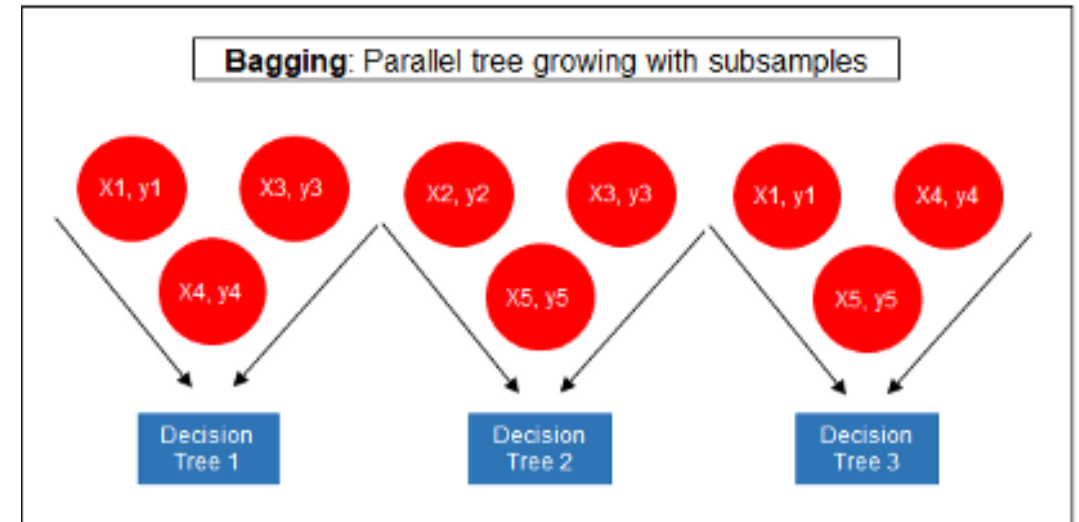 Bagging: Parallel tree growing with subsamples
X1, y1
X3, y3
X4, y4
X2, y2
X3, y3
X5, y5
X1, y1
X4, y4
X5, y5
Decision
Tree 1
Decision
Tree 2
Decision
Tree 3